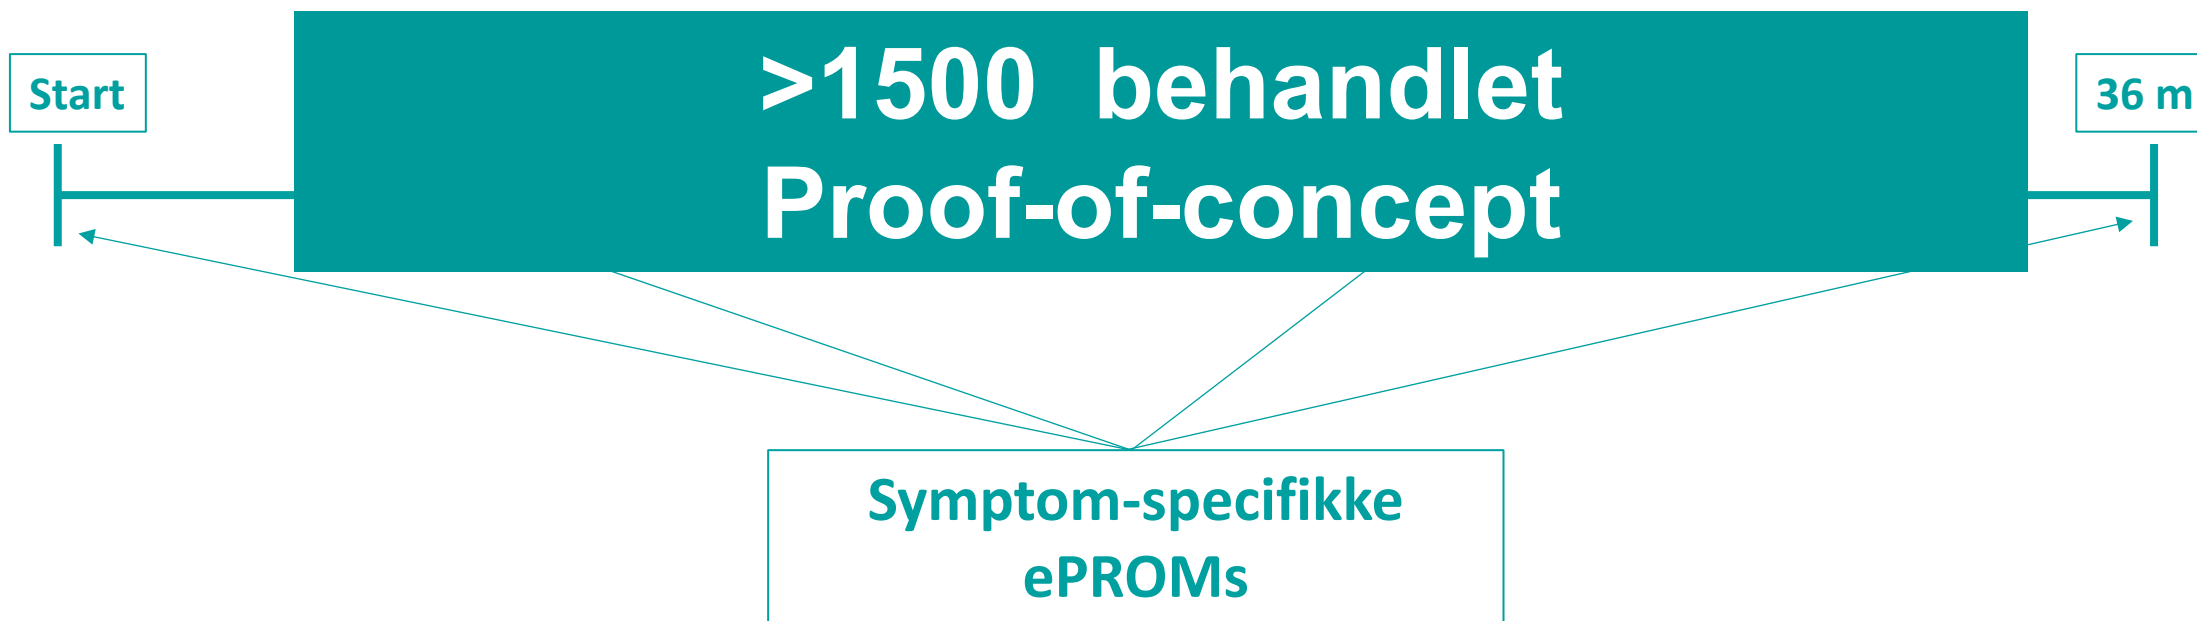 Start
>1500 behandlet
Proof-of-concept
36 m
Symptom-specifikke
ePROMs